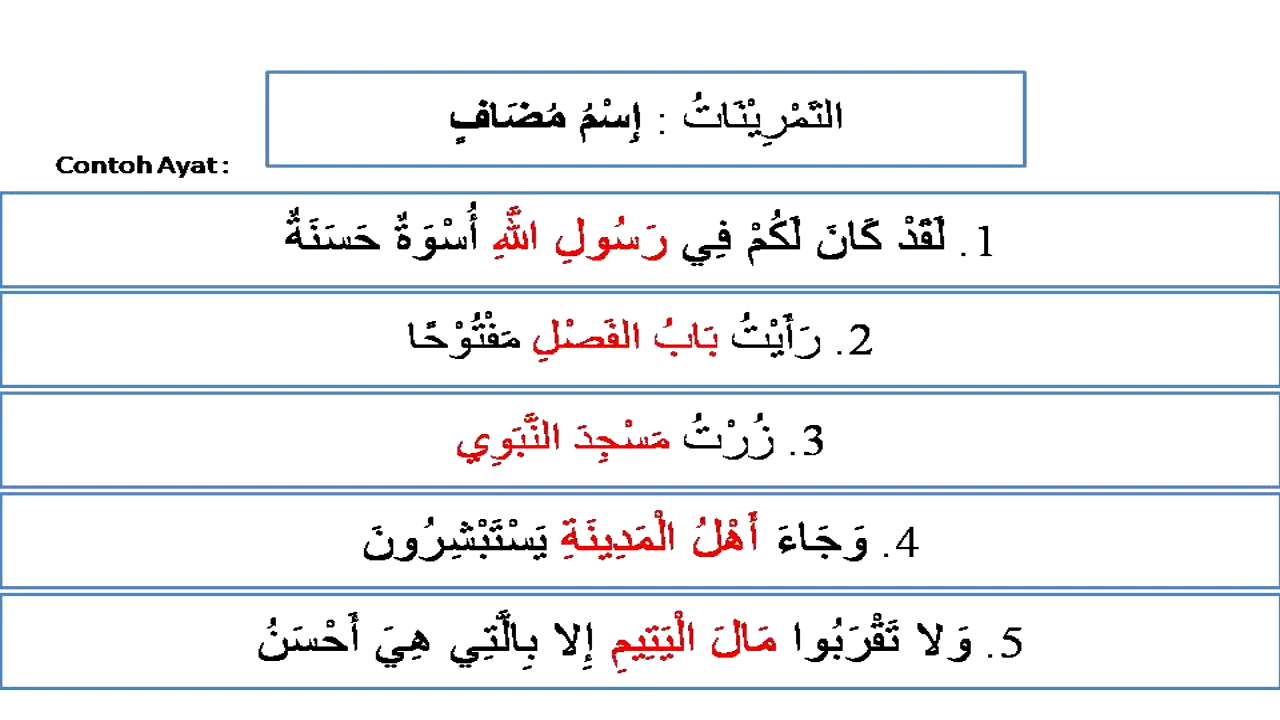 التَمْرِيْنَاتُ : إِسْمُ مُضَافٍ
Contoh Ayat :
1. لَقَدْ كَانَ لَكُمْ فِي رَسُولِ اللَّهِ أُسْوَةٌ حَسَنَةٌ
2. رَأَيْتُ بَابُ الفَصْلِ مَفْتُوْحًا
3. زُرْتُ مَسْجِدَ النَّبَوِي
4. وَجَاءَ أَهْلُ الْمَدِينَةِ يَسْتَبْشِرُونَ
5. وَلا تَقْرَبُوا مَالَ الْيَتِيمِ إِلا بِالَّتِي هِيَ أَحْسَنُ